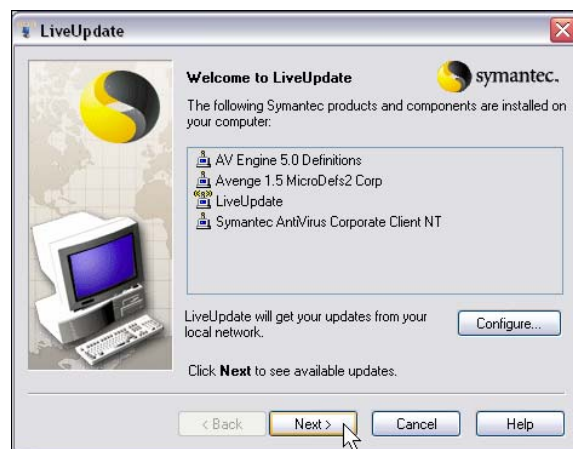 LiveUpdate
Welcome to LiveUpdate
symantec.
The following Symantec products and components are installed on
your computer:
AV Engine 5.0 Definitions
Avenge 1.5 MicroDefs2 Corp
LiveUpdate
Symantec AntiVirus Corporate Client NT
LiveUpdate will get your updates from your
local network.
Configure...
Click Next to see available updates.
< Back
Next >
Cancel
Help